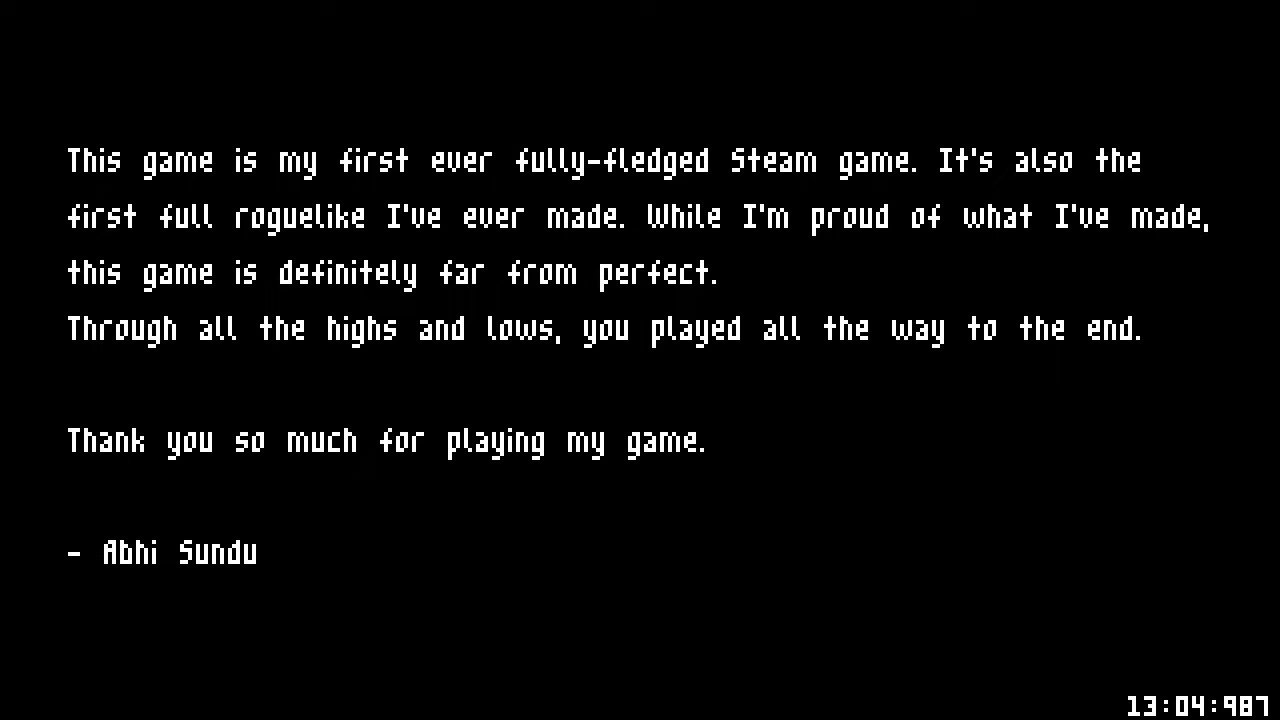 This game is my first ever fully-fledged Steam game. It's also the
first full roguelike I've ever made. While I'm proud of what I've made,
this game is definitely far from perfect.
Through all the highs and lows, you played all the way to the end.
Thank you so much for playing my game.
- Abhi Sundu
13:04:987